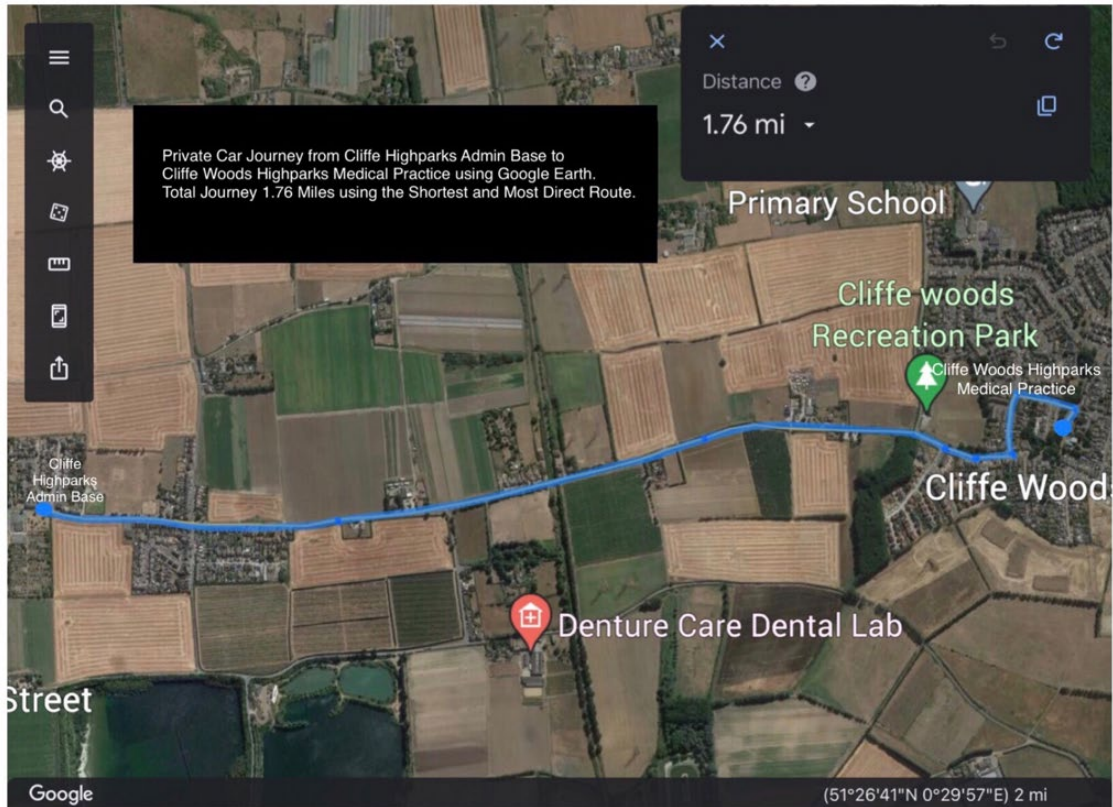 Distance ?
1.76 mi
Private Car Journey from Cliffe Highparks Admin Base to
Cliffe Woods Highparks Medical Practice using Google Earth.
Total Journey 1.76 Miles using the Shortest and Most Direct Route.
Primary School
Cliffe woods
Recreation Park
Cliffe Woods Highparks
Medical Practice
Cliffe
Highparks
Admin Base
Cliffe Woods
Denture Care Dental Lab
Street
Google
(51°26'41"N 0°29'57"E) 2 mi